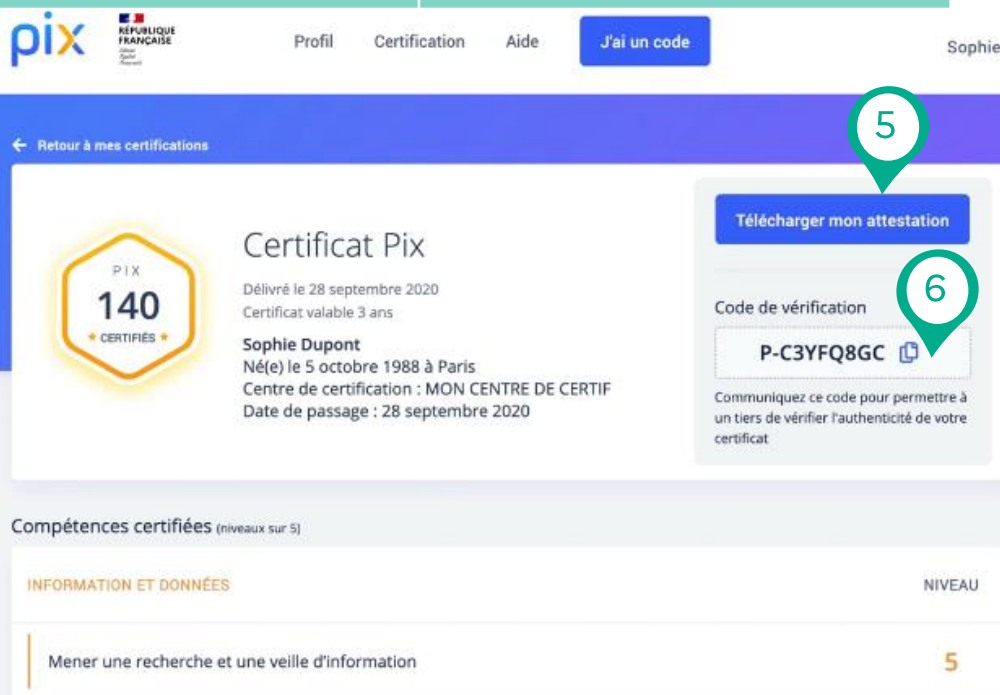 pix
RÉPUBLIQUE
FRANÇAISE
Profil
Certification
Aide
J'ai un code
Sophie
5
← Retour à mes certifications
Télécharger mon attestation
PIX
140
CERTIFIÉS
Certificat Pix
Délivré le 28 septembre 2020
Certificat valable 3 ans
Sophie Dupont
Né(e) le 5 octobre 1988 à Paris
Centre de certification : MON CENTRE DE CERTIF
Date de passage : 28 septembre 2020
6
Code de vérification
P-C3YFQ8GC
Communiquez ce code pour permettre à
un tiers de vérifier l'authenticité de votre
certificat
Compétences certifiées (niveaux sur 5)
INFORMATION ET DONNÉES
NIVEAU
Mener une recherche et une veille d'information
5